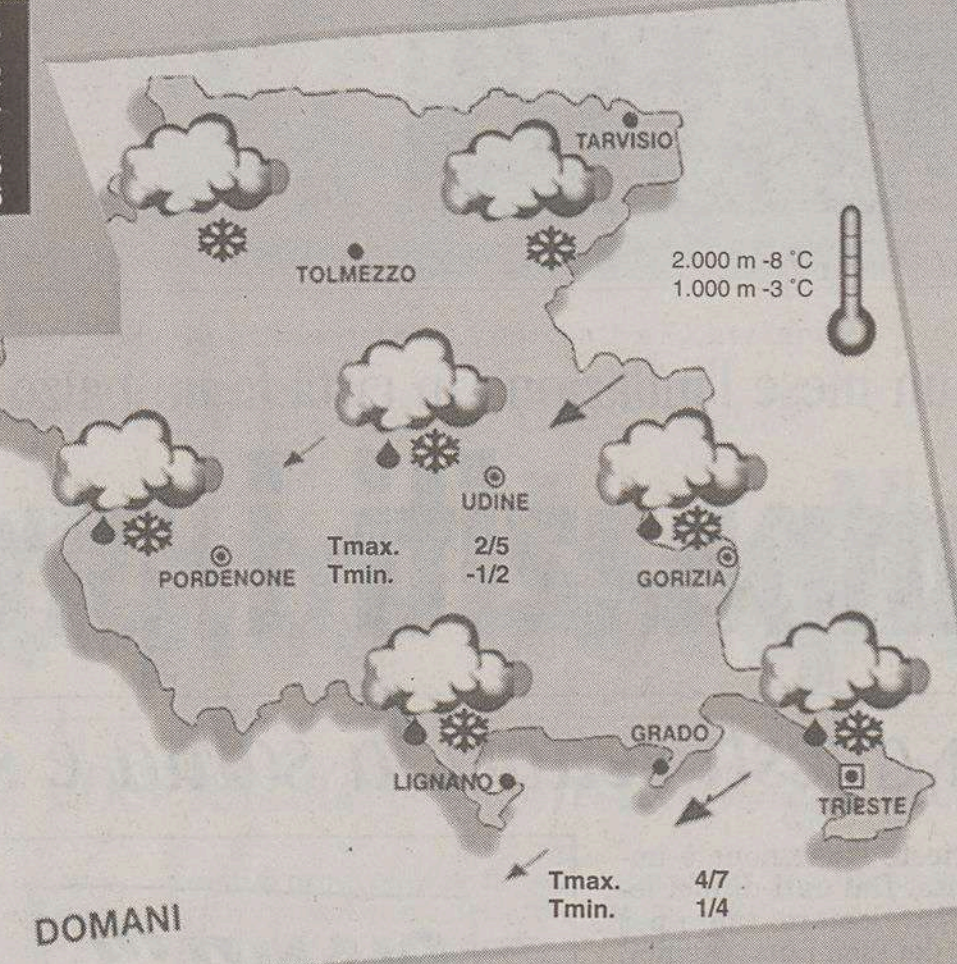 TARVISIO
TOLMEZZO
2.000 m -8 °C
1.000 m -3 °C
UDINE
Tmax. 2/5
Tmin. -1/2
PORDENONE
GORIZIA
GRADO
LIGNANO
TRIESTE
Tmax. 4/7
Tmin. 1/4
DOMANI